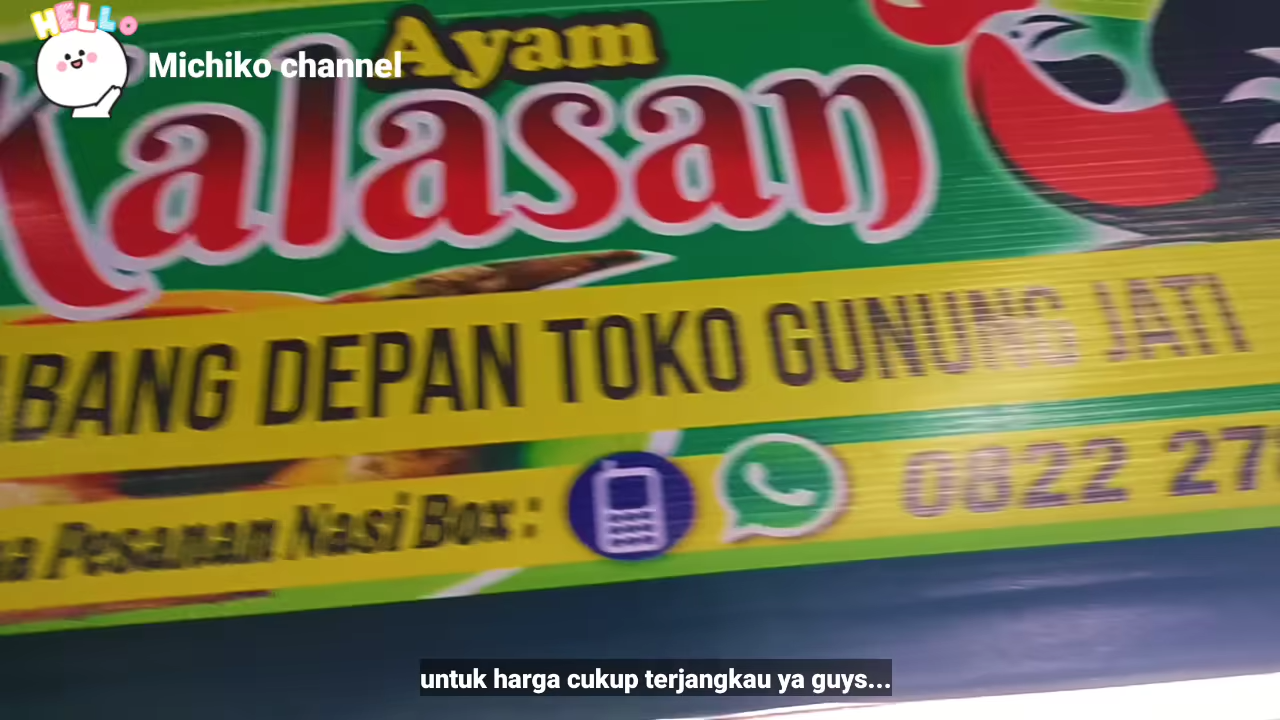 HELLO
Michiko channel
Ayam
Kalasan
BANG DEPAN TOKO GUNUNG JATI
Pesanan Nasi Box :
0822 27
untuk harga cukup terjangkau ya guys...